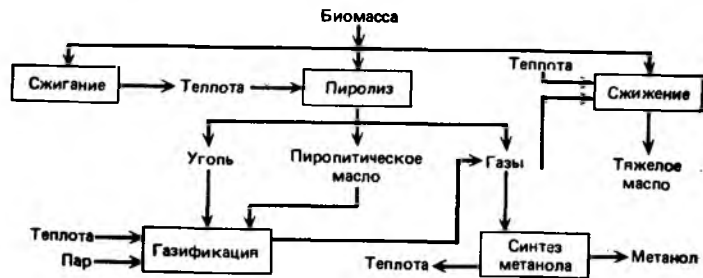 Биомасса
Теплота
Сжигание
Теплота
Пиролиз
Сжижение
Уголь
Пиролитическое
масло
Газы
Тяжелое
масло
Теплота
Пар
Газификация
Теплота
Синтез
метанола
Метанол